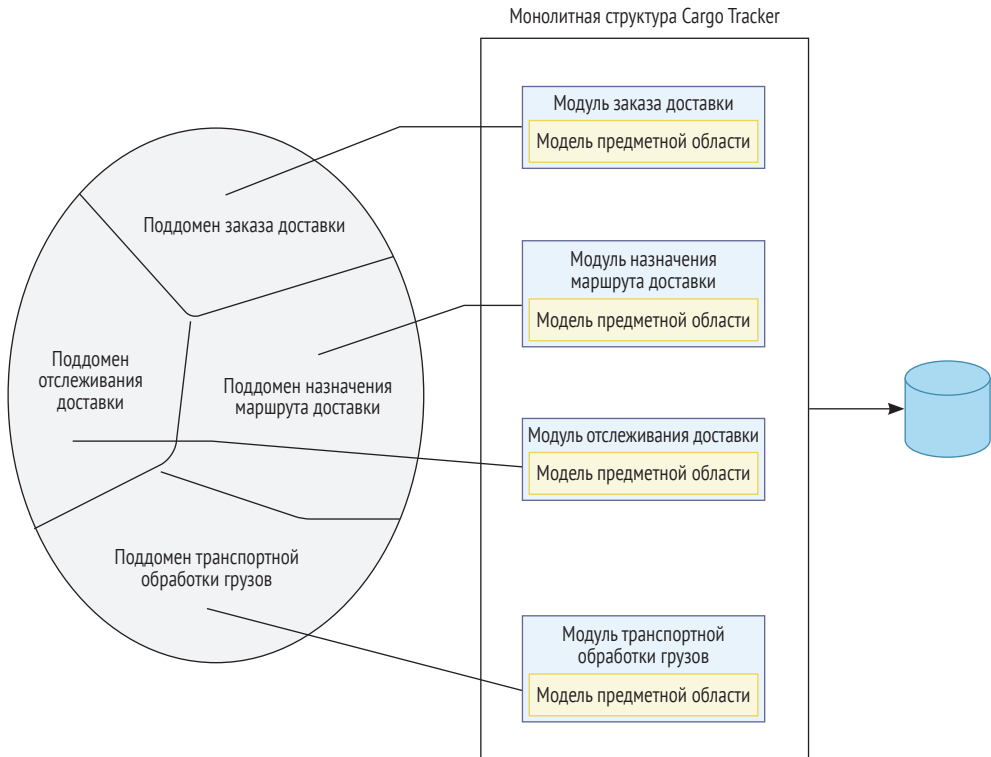 Монолитная структура Cargo Tracker
Модуль заказа доставки
Модель предметной области
Поддомен заказа доставки
Модуль назначения
маршрута доставки
Модель предметной области
Поддомен
отслеживания
доставки
Поддомен назначения
маршрута доставки
Модуль отслеживания доставки
Модель предметной области
Поддомен транспортной
обработки грузов
Модуль транспортной
обработки грузов
Модель предметной области